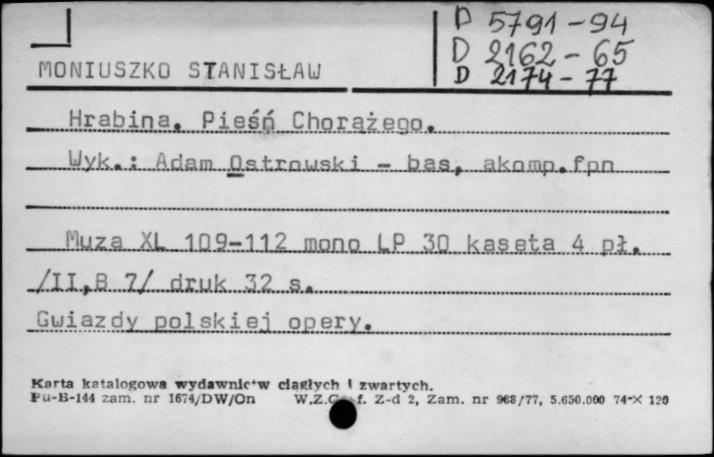 D 5791-94
D 2162-65
D 2174-77
MONIUSZKO STANISŁAW
Hrabina. Pieśń Chorążego.
Wyk.: Adam Ostrowski - bas, akomp.fpn
Muza XL 109-112 mono LP 30 kaseta 4 pł.
/II,B 7/ druk 32 s.
Gwiazdy polskiej opery.
Karta katalogowa wydawnictw ciągłych i zwartych.
Pu-B-144 zam. nr 1674/DW/On W.Z.Graf. Z-d 2, Zam. nr 968/77, 5.650.000 74-X 120